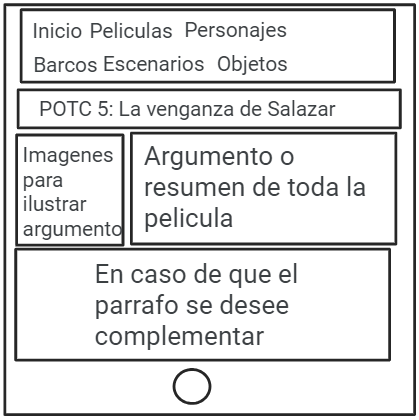 Inicio Peliculas Personajes
Barcos Escenarios Objetos
POTC 5: La venganza de Salazar
Imagenes
para
ilustrar
argumento
Argumento o
resumen de toda la
pelicula
En caso de que el
parrafo se desee
complementar